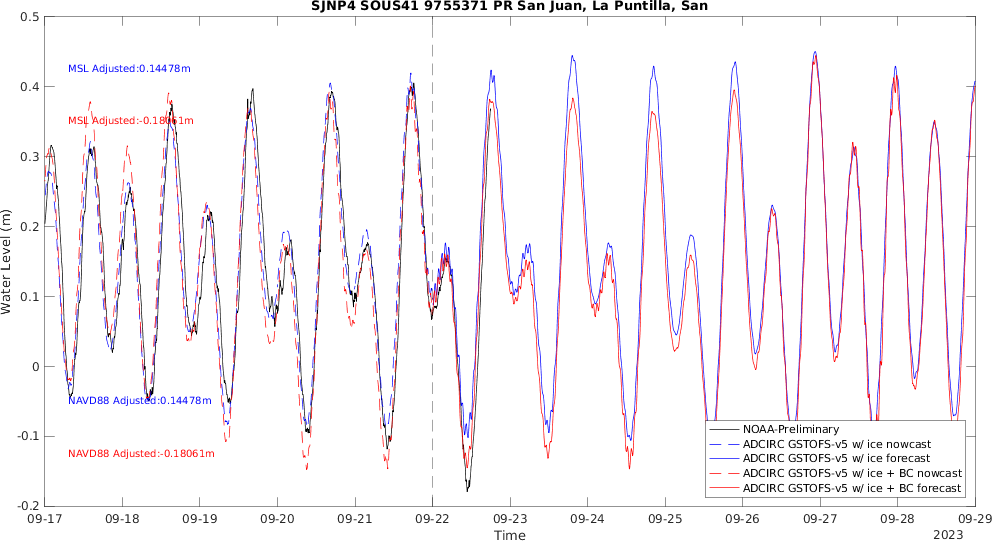 SJNP4 SOUS41 9755371 PR San Juan, La Puntilla, San
0.5
0.4
0.3
0.2
0.1
0
-0.1
-0.2
Water Level (m)
MSL Adjusted:0.14478m
MSL Adjusted:-0.18061m
NAVD88 Adjusted:0.14478m
NAVD88 Adjusted:-0.18061m
NOAA-Preliminary
ADCIRC GSTOFS-v5 w/ ice nowcast
ADCIRC GSTOFS-v5 w/ ice forecast
ADCIRC GSTOFS-v5 w/ ice + BC nowcast
ADCIRC GSTOFS-v5 w/ ice + BC forecast
09-17 09-18 09-19 09-20 09-21 09-22 09-23 09-24 09-25 09-26 09-27 09-28 09-29
Time
2023